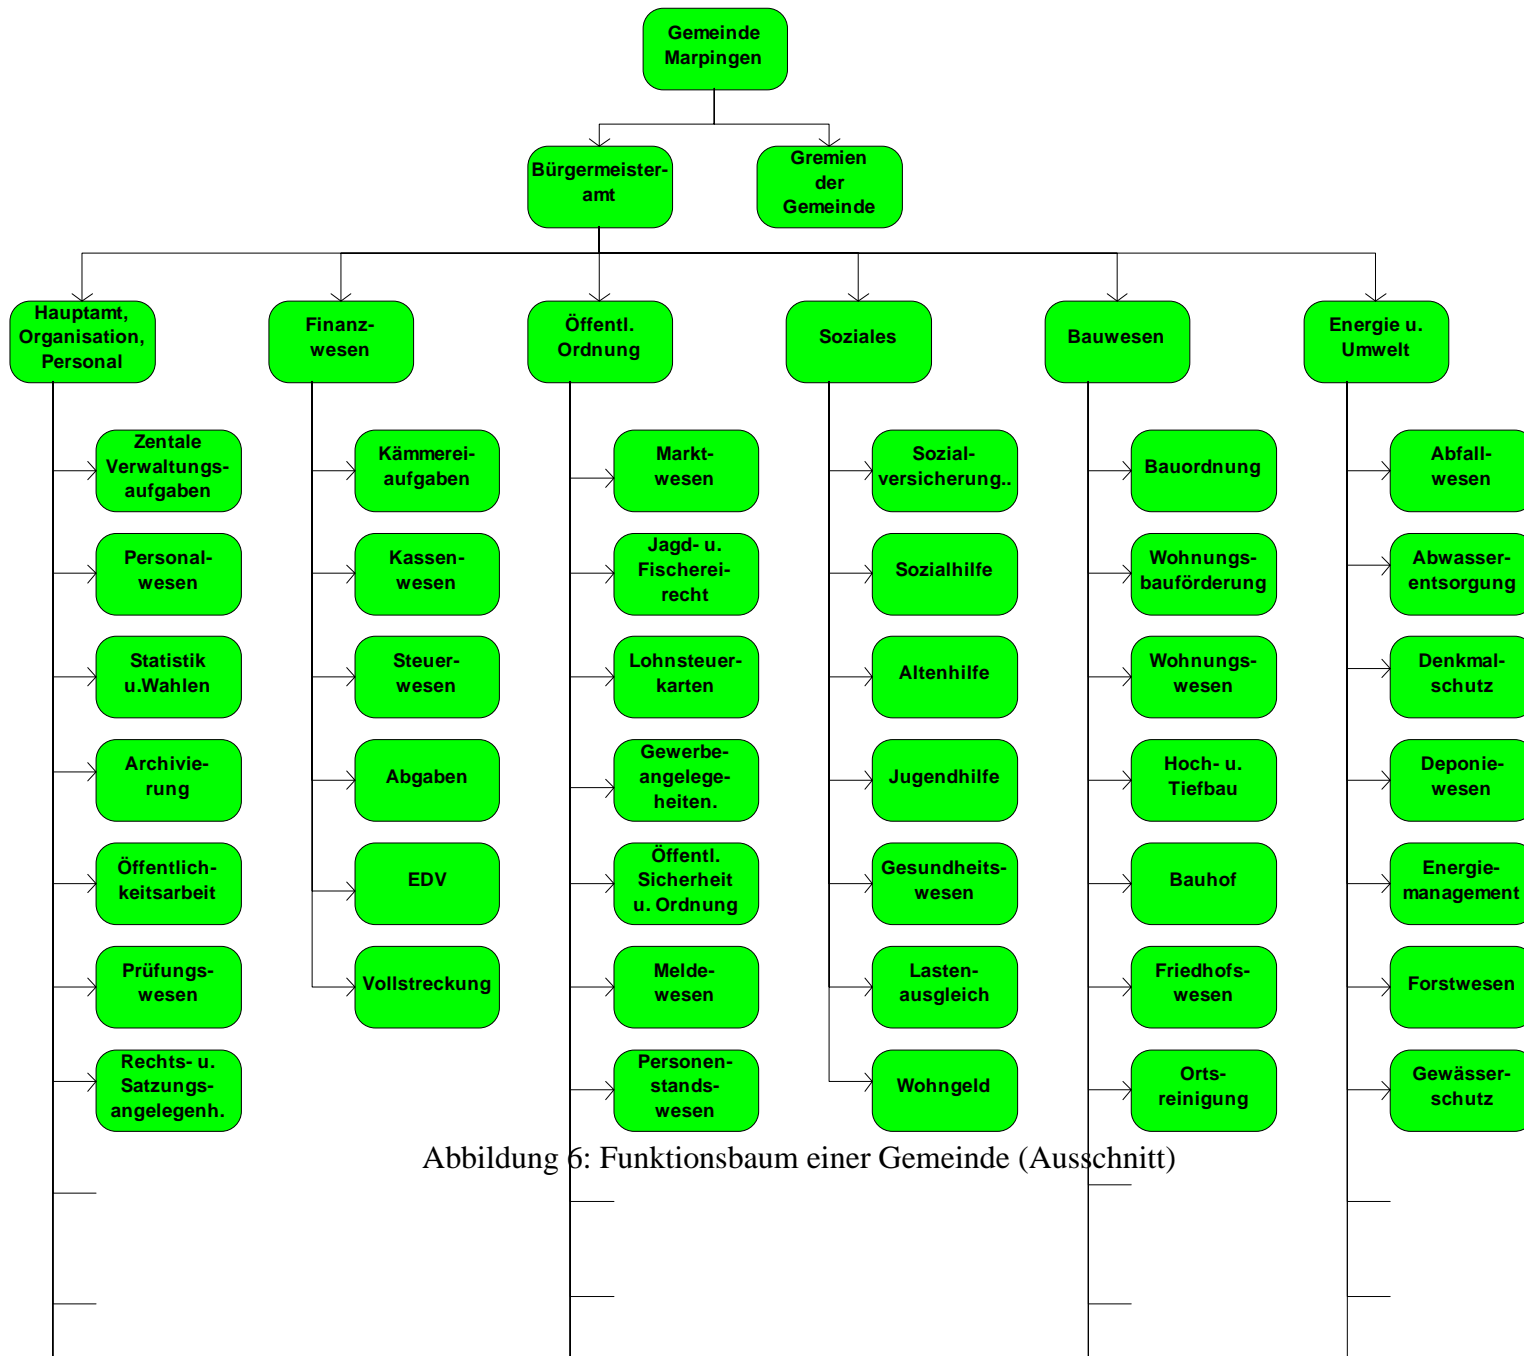 Gemeinde
Marpingen
Bürgermeister-
amt
Gremien
der
Gemeinde
Hauptamt,
Organisation,
Personal
Finanz-
wesen
Öffentl.
Ordnung
Soziales
Bauwesen
Energie u.
Umwelt
Zentale
Verwaltungs-
aufgaben
Personal-
wesen
Statistik
u.Wahlen
Archivie-
rung
Öffentlich-
keitsarbeit
Prüfungs-
wesen
Rechts- u.
Satzungs-
angelegenh.
Kämmerei-
aufgaben
Kassen-
wesen
Steuer-
wesen
Abgaben
EDV
Vollstreckung
Markt-
wesen
Jagd- u.
Fischerei-
recht
Lohnsteuer-
karten
Gewerbe-
angelege-
heiten.
Öffentl.
Sicherheit
u. Ordnung
Melde-
wesen
Personen-
stands-
wesen
Sozial-
versicherung..
Sozialhilfe
Altenhilfe
Jugendhilfe
Gesundheits-
wesen
Lasten-
ausgleich
Wohngeld
Bauordnung
Wohnungs-
bauförderung
Wohnungs-
wesen
Hoch- u.
Tiefbau
Bauhof
Friedhofs-
wesen
Orts-
reinigung
Abfall-
wesen
Abwasser-
entsorgung
Denkmal-
schutz
Deponie-
wesen
Energie-
management
Forstwesen
Gewässer-
schutz
Abbildung 6: Funktionsbaum einer Gemeinde (Ausschnitt)